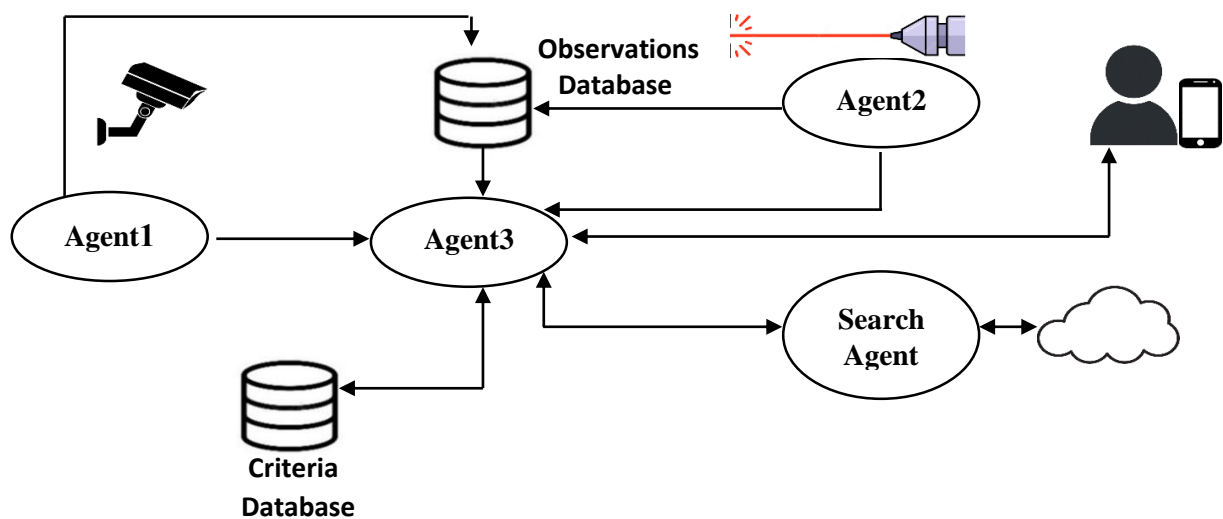 Observations
Database
Agent2
Agent1
Agent3
Search
Agent
Criteria
Database